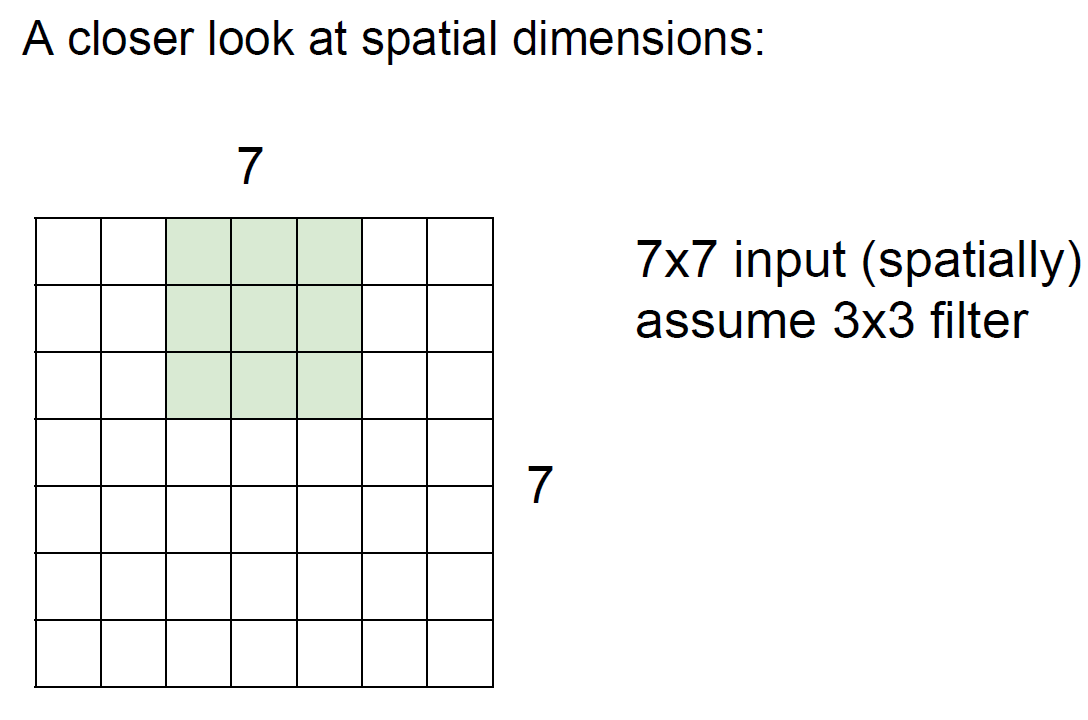 A closer look at spatial dimensions:
7
7x7 input (spatially)
assume 3x3 filter
7